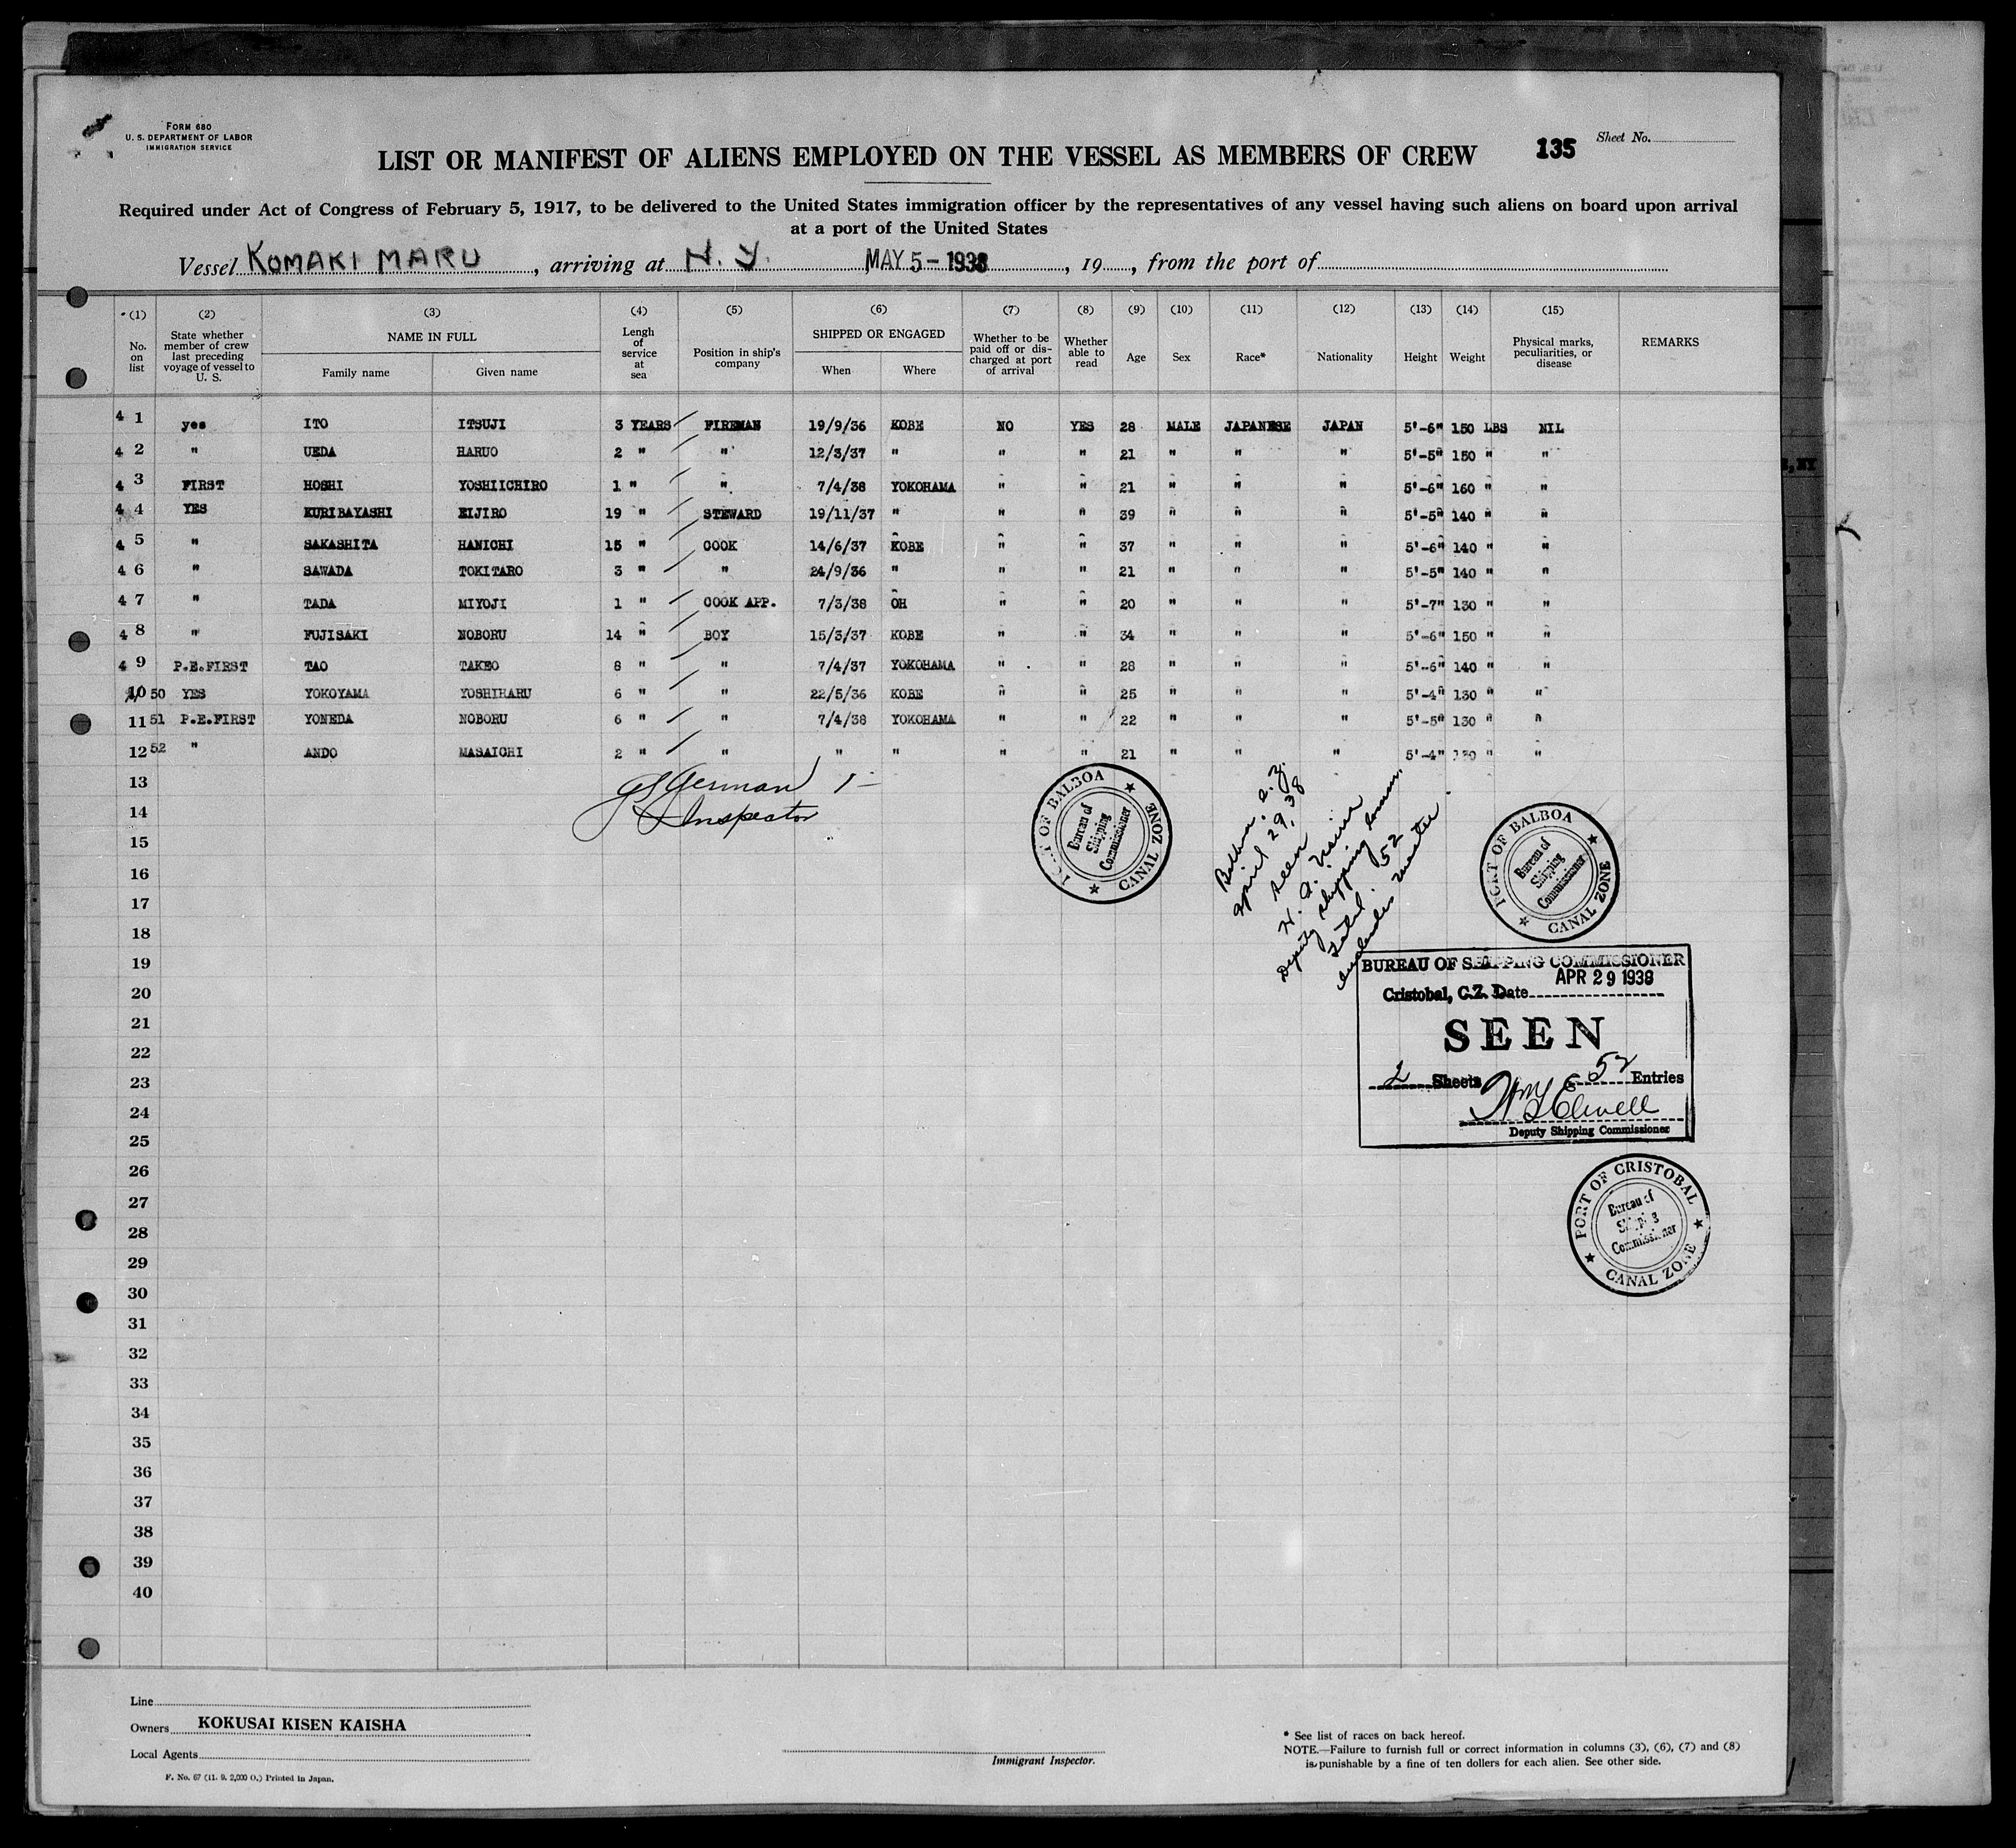 FORM 680
U. S. DEPARTMENT OF LABOR
IMMIGRATION SERVICE
Sheet No.
135
LIST OR MANIFEST OF ALIENS EMPLOYED ON THE VESSEL AS MEMBERS OF CREW
Required under Act of Congress of February 5, 1917, to be delivered to the United States immigration officer by the representatives of any vessel having such aliens on board upon arrival
at a port of the United States
Vessel KOMAKI MARU, arriving at N. Y. MAY 5 - 1938, 19, from the port of
(1) (2) (3) (4) (5) (6) (7) (8) (9) (10) (11) (12) (13) (14) (15)
No. on list
State whether member of crew last preceding voyage of vessel to U. S.
NAME IN FULL
Family name
Given name
Lengh of service at sea
Position in ship's company
SHIPPED OR ENGAGED
When
Where
Whether to be paid off or discharged at port of arrival
Whether able to read
Age
Sex
Race*
Nationality
Height
Weight
Physical marks, peculiarities, or disease
REMARKS
4 1 yes ITO ITSUJI 3 YEARS FIREMAN 19/9/36 KOBE NO YES 28 MALE JAPANESE JAPAN 5'-6" 150 LBS NIL
4 2 " UEDA HARUO 2 " " 12/3/37 " " " 21 " " " 5'-5" 150 " "
4 3 FIRST HOSHI YOSHIICHIRO 1 " " 7/4/38 YOKOHAMA " " 21 " " " 5'-6" 160 " "
4 4 YES KURIBAYASHI EIJIRO 19 " STEWARD 19/11/37 " " " 39 " " " 5'-5" 140 " "
4 5 " SAKASHITA HANICHI 15 " COOK 14/6/37 KOBE " " 37 " " " 5'-6" 140 " "
4 6 " SAWADA TOKITARO 3 " " 24/9/36 " " " 21 " " " 5'-5" 140 " "
4 7 " TADA MIYOJI 1 " COOK APP. 7/3/38 OH " " 20 " " " 5'-7" 130 " "
4 8 " FUJISAKI NOBORU 14 " BOY 15/3/37 KOBE " " 34 " " " 5'-6" 150 " "
4 9 P.E.FIRST TAO TAKEO 8 " " 7/4/37 YOKOHAMA " " 28 " " " 5'-6" 140 " "
10 50 YES YOKOYAMA YOSHIHARU 6 " " 22/5/36 KOBE " " 25 " " " 5'-4" 130 " "
11 51 P.E.FIRST YONEDA NOBORU 6 " " 7/4/38 YOKOHAMA " " 22 " " " 5'-5" 130 " "
12 52 " ANDO MASAICHI 2 " " " " " " 21 " " " 5'-4" 130 " "
13
14
15
16
17
18
19
20
21
22
23
24
25
26
27
28
29
30
31
32
33
34
35
36
37
38
39
40
German 1-
Inspector
PORT OF BALBOA
Bureau of
Shipping
Commissioner
CANAL ZONE
Balboa, C. Z.
April 29, 38
Seen
Deputy Shipping Comm.
Total 52
includes master
PORT OF BALBOA
Bureau of
Shipping
Commissioner
CANAL ZONE
BUREAU OF SHIPPING COMMISSIONER
Cristobal, C.Z. Date APR 29 1938
SEEN
2 Sheets 52 Entries
Deputy Shipping Commissioner
PORT OF CRISTOBAL
Bureau of
Shipping
Commissioner
CANAL ZONE
Line
Owners KOKUSAI KISEN KAISHA
Local Agents
F. No. 67 (11. 9. 2,000 O.) Printed in Japan.
Immigrant Inspector.
* See list of races on back hereof.
NOTE.—Failure to furnish full or correct information in columns (3), (6), (7) and (8)
is punishable by a fine of ten dollars for each alien. See other side.